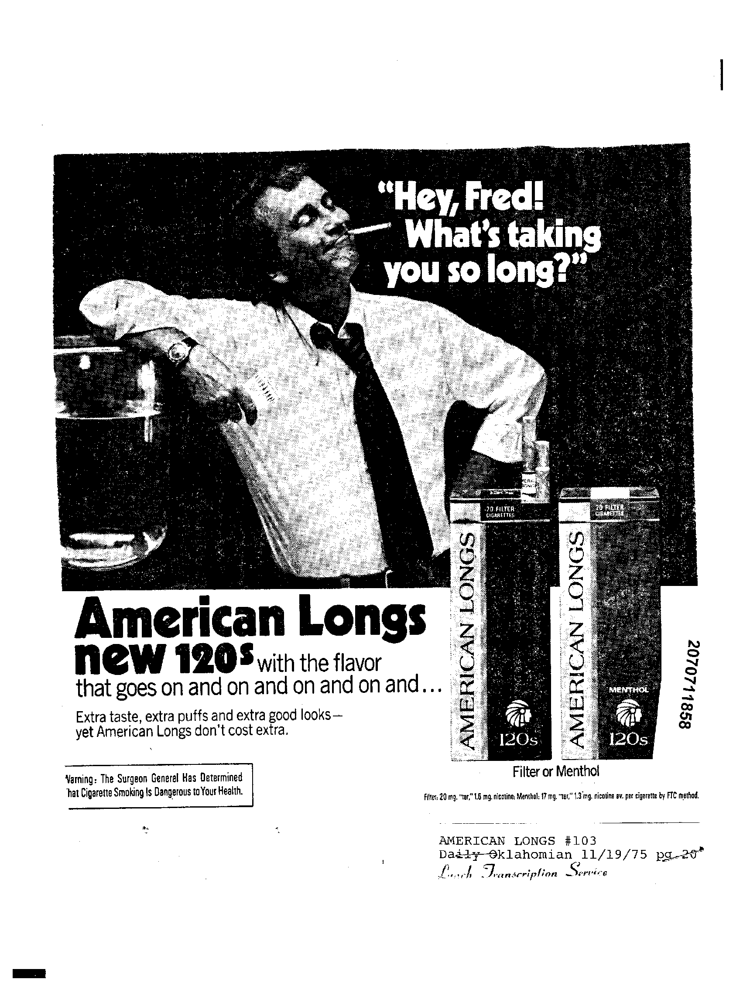 “Hey, Fred!
What's taking
you so long?”
20 FILTER
CIGARETTES
20 FILTER
CIGARETTES
AMERICAN LONGS
120s
AMERICAN LONGS
MENTHOL
120s
American Longs
new 120s with the flavor
that goes on and on and on and on and...
Extra taste, extra puffs and extra good looks—
yet American Longs don't cost extra.
Filter or Menthol
Warning: The Surgeon General Has Determined
That Cigarette Smoking Is Dangerous to Your Health.
Filter: 20 mg. "tar," 1.6 mg. nicotine; Menthol: 17 mg. "tar," 1.3 mg. nicotine av. per cigarette by FTC method.
AMERICAN LONGS #103
Daily Oklahomian 11/19/75 pg.20
Transcription Service
2070711858